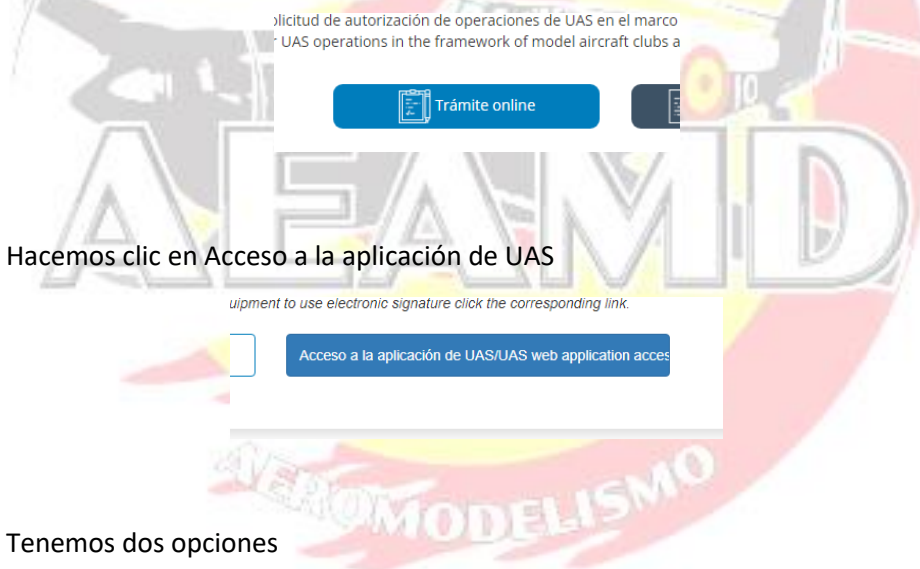 olicitud de autorización de operaciones de UAS en el marco
UAS operations in the framework of model aircraft clubs a
Trámite online
10
AEAMD
Hacemos clic en Acceso a la aplicación de UAS
uipment to use electronic signature click the corresponding link.
Acceso a la aplicación de UAS/UAS web application acces
AEROMODELISMO
Tenemos dos opciones